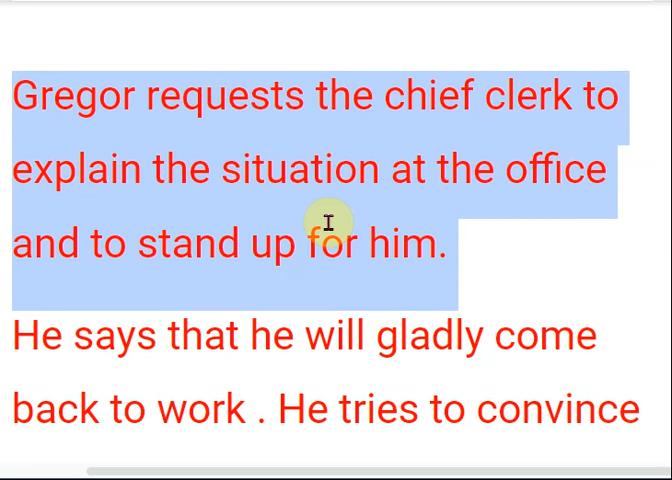 Gregor requests the chief clerk to
explain the situation at the office
and to stand up for him.
He says that he will gladly come
back to work . He tries to convince